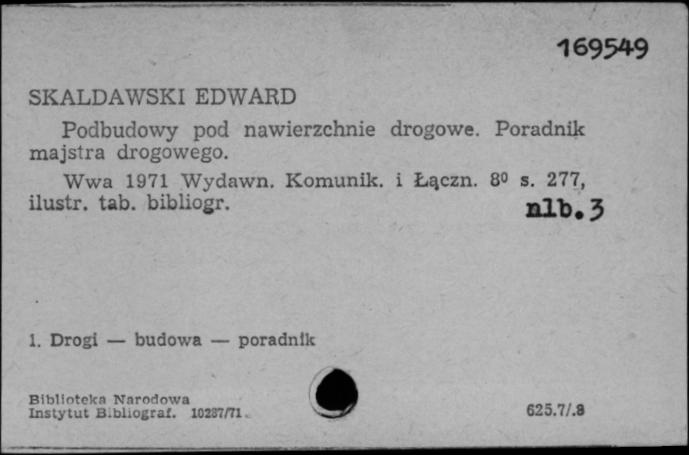 169549
SKALDAWSKI EDWARD
Podbudowy pod nawierzchnie drogowe. Poradnik
majstra drogowego.
Wwa 1971 Wydawn. Komunik. i Łączn. 8⁰ s. 277,
ilustr. tab. bibliogr.
nlb. 3
1. Drogi — budowa — poradnik
Biblioteka Narodowa
Instytut Bibliograf. 10287/71
625.7/.8